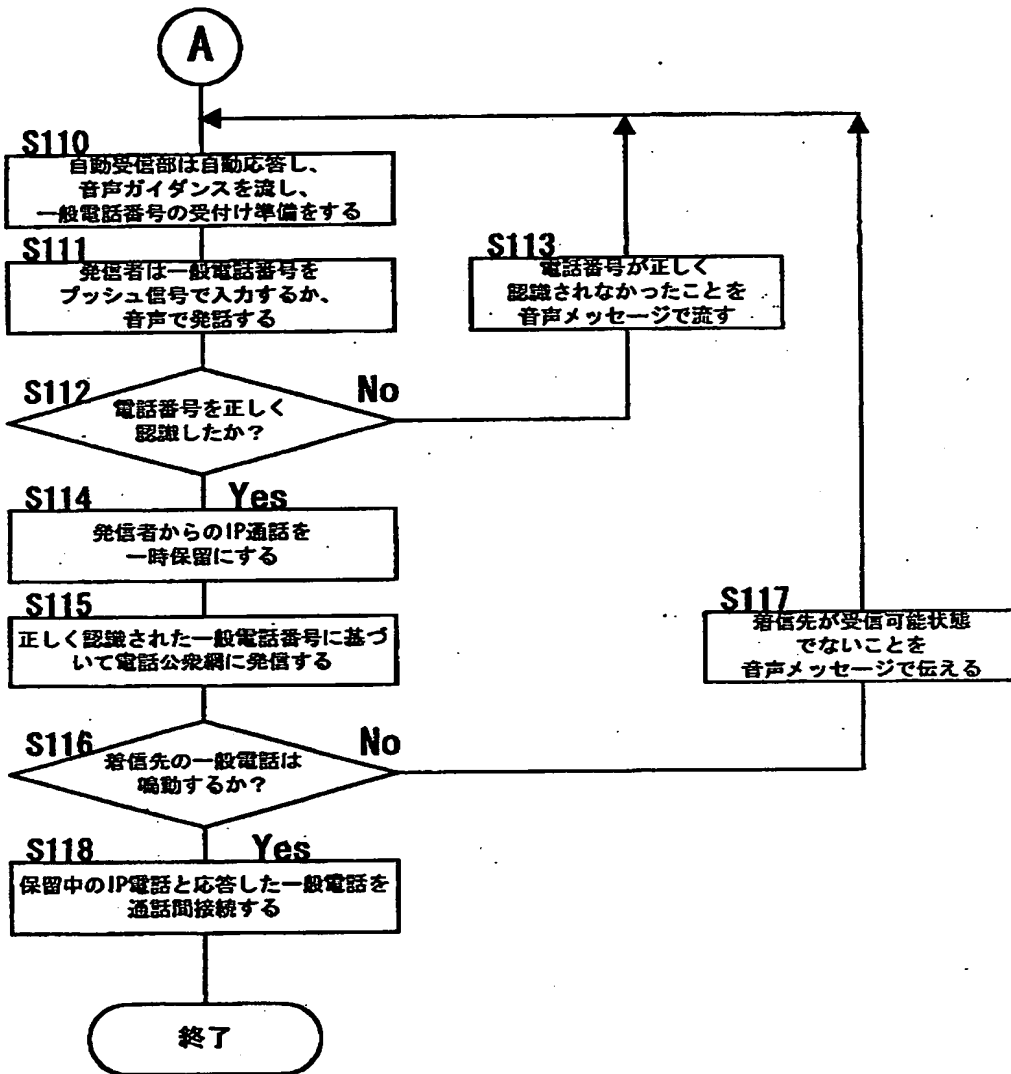 A
S110
自動受信部は自動応答し、
音声ガイダンスを流し、
一般電話番号の受付け準備をする
S111
発信者は一般電話番号を
プッシュ信号で入力するか、
音声で発話する
S112
電話番号を正しく
認識したか？
No
S113
電話番号が正しく
認識されなかったことを
音声メッセージで流す
Yes
S114
発信者からのIP通話を
一時保留にする
S115
正しく認識された一般電話番号に基づ
いて電話公衆網に発信する
S116
着信先の一般電話は
鳴動するか？
No
S117
着信先が受信可能状態
でないことを
音声メッセージで伝える
Yes
S118
保留中のIP電話と応答した一般電話を
通話間接続する
終了